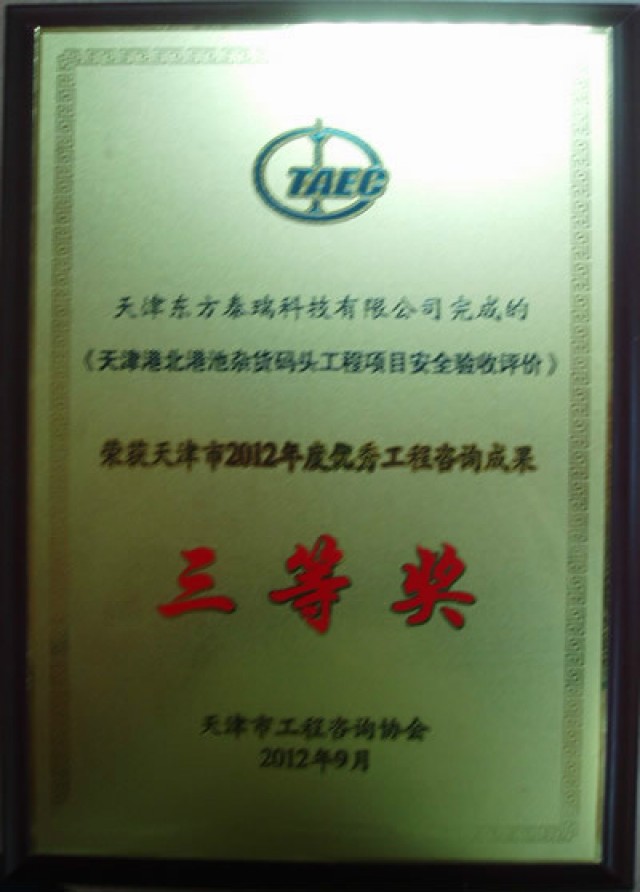 TAEC
天津东方泰瑞科技有限公司完成的
《天津港北港池杂货码头工程项目安全验收评价》
荣获天津市2012年度优秀工程咨询成果
三等奖
天津市工程咨询协会
2012年9月